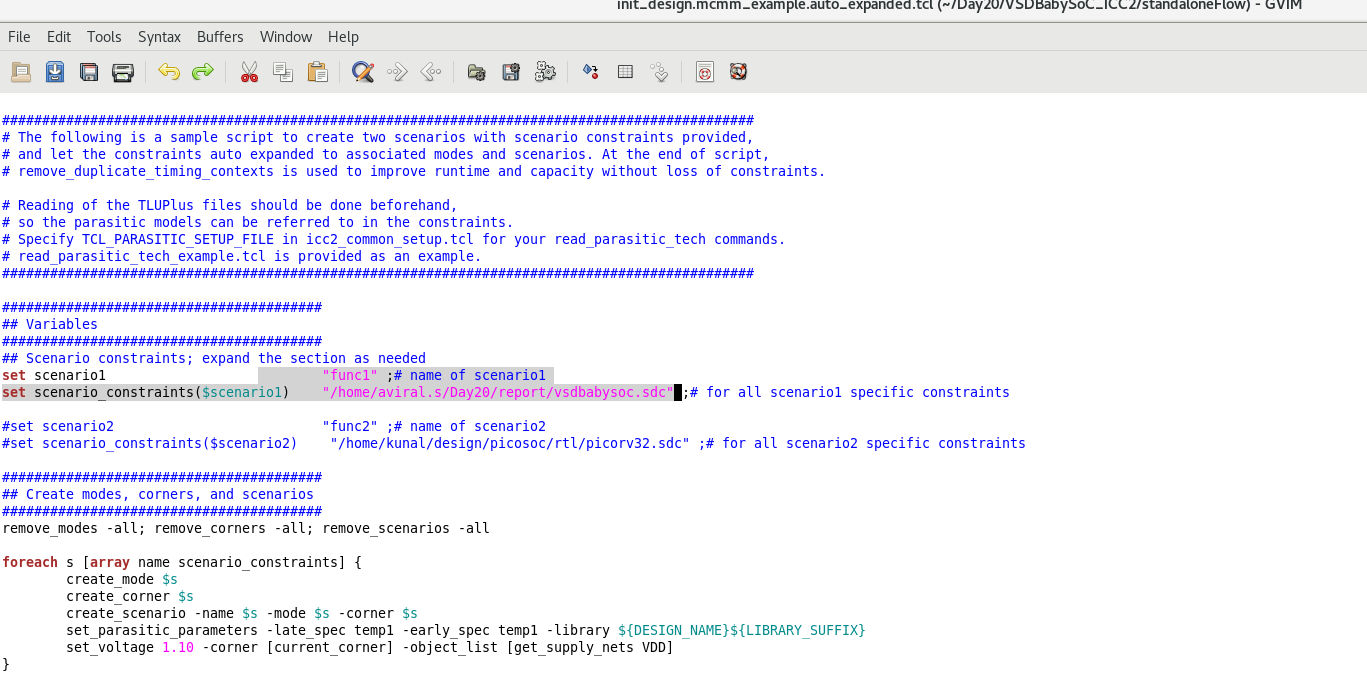 init_design.mcmm_example.auto_expanded.tcl (~/Day20/VSDBabySoC_ICC2/standaloneFlow) - GVIM
File Edit Tools Syntax Buffers Window Help
##############################################################################################
# The following is a sample script to create two scenarios with scenario constraints provided,
# and let the constraints auto expanded to associated modes and scenarios. At the end of script,
# remove_duplicate_timing_contexts is used to improve runtime and capacity without loss of constraints.
# Reading of the TLUPlus files should be done beforehand,
# so the parasitic models can be referred to in the constraints.
# Specify TCL_PARASITIC_SETUP_FILE in icc2_common_setup.tcl for your read_parasitic_tech commands.
# read_parasitic_tech_example.tcl is provided as an example.
##############################################################################################
########################################
## Variables
########################################
## Scenario constraints; expand the section as needed
set scenario1                           "func1" ;# name of scenario1
set scenario_constraints($scenario1)    "/home/aviral.s/Day20/report/vsdbabysoc.sdc" ;# for all scenario1 specific constraints
#set scenario2                          "func2" ;# name of scenario2
#set scenario_constraints($scenario2)    "/home/kunal/design/picosoc/rtl/picorv32.sdc" ;# for all scenario2 specific constraints
########################################
## Create modes, corners, and scenarios
########################################
remove_modes -all; remove_corners -all; remove_scenarios -all
foreach s [array name scenario_constraints] {
        create_mode $s
        create_corner $s
        create_scenario -name $s -mode $s -corner $s
        set_parasitic_parameters -late_spec temp1 -early_spec temp1 -library ${DESIGN_NAME}${LIBRARY_SUFFIX}
        set_voltage 1.10 -corner [current_corner] -object_list [get_supply_nets VDD]
}